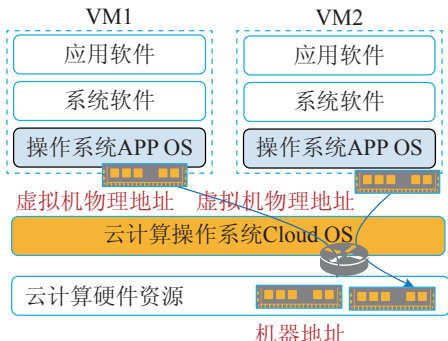 VM1 VM2
应用软件 应用软件
系统软件 系统软件
操作系统APP OS 操作系统APP OS
虚拟机物理地址 虚拟机物理地址
云计算操作系统Cloud OS
云计算硬件资源
机器地址